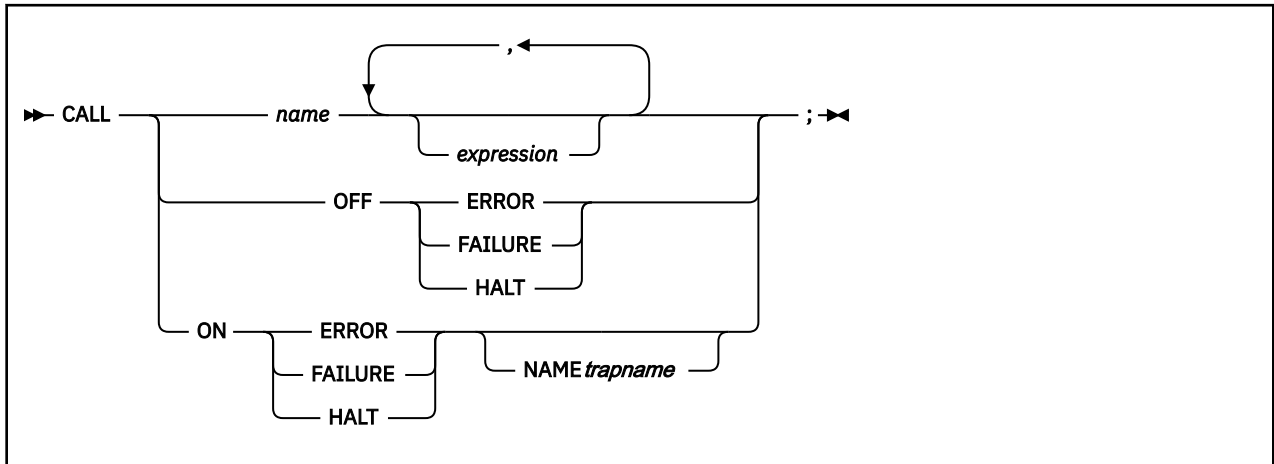 ,
CALL name ;
expression
OFF ERROR
FAILURE
HALT
ON ERROR
FAILURE NAME trapname
HALT